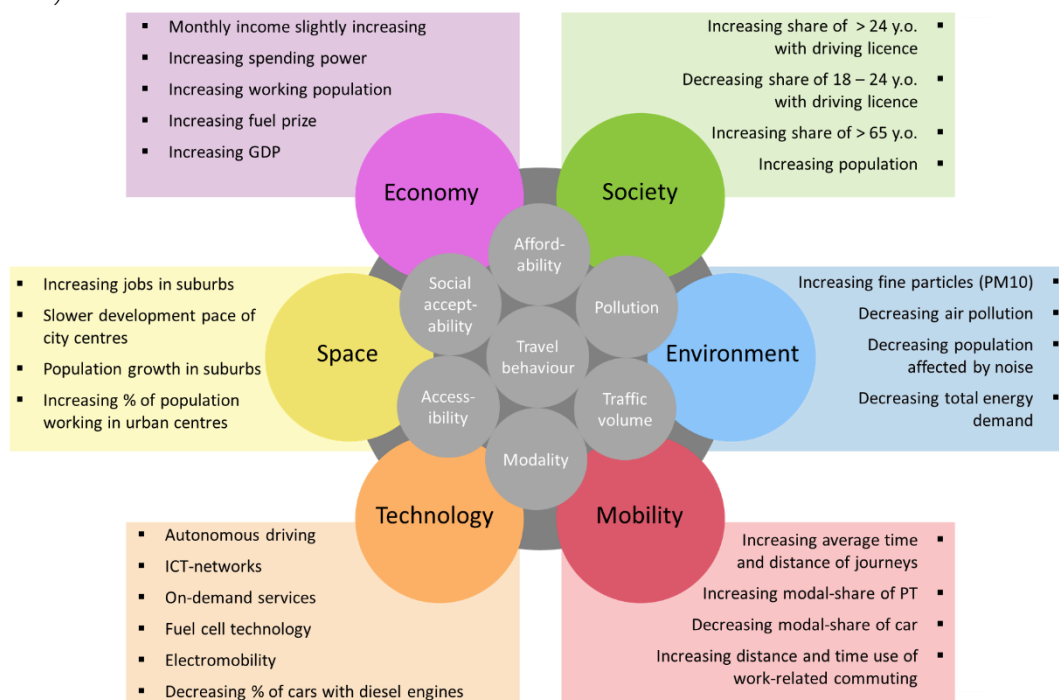 Monthly income slightly increasing
Increasing spending power
Increasing working population
Increasing fuel prize
Increasing GDP
Increasing share of > 24 y.o.
with driving licence
Decreasing share of 18 – 24 y.o.
with driving licence
Increasing share of > 65 y.o.
Increasing population
Economy
Society
Afford-
ability
Social
accept-
ability
Pollution
Increasing jobs in suburbs
Slower development pace of
city centres
Population growth in suburbs
Increasing % of population
working in urban centres
Space
Travel
behaviour
Environment
Increasing fine particles (PM10)
Decreasing air pollution
Decreasing population
affected by noise
Decreasing total energy
demand
Access-
ibility
Traffic
volume
Modality
Technology
Mobility
Autonomous driving
ICT-networks
On-demand services
Fuel cell technology
Electromobility
Decreasing % of cars with diesel engines
Increasing average time
and distance of journeys
Increasing modal-share of PT
Decreasing modal-share of car
Increasing distance and time use of
work-related commuting